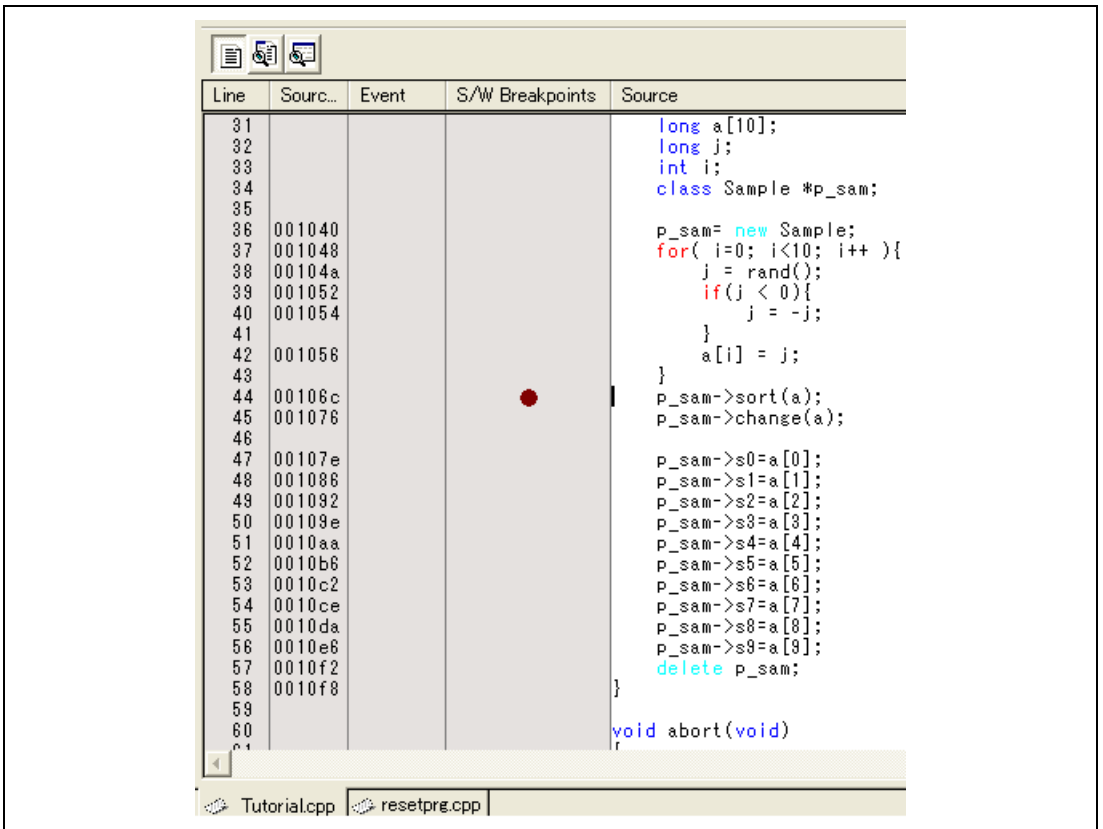 Line Sourc... Event S/W Breakpoints Source
31 long a[10];
32 long j;
33 int i;
34 class Sample *p_sam;
35
36 001040 p_sam= new Sample;
37 001048 for( i=0; i<10; i++ ){
38 00104a j = rand();
39 001052 if(j < 0){
40 001054 j = -j;
41 }
42 001056 a[i] = j;
43 }
44 00106c p_sam->sort(a);
45 001076 p_sam->change(a);
46
47 00107e p_sam->s0=a[0];
48 001086 p_sam->s1=a[1];
49 001092 p_sam->s2=a[2];
50 00109e p_sam->s3=a[3];
51 0010aa p_sam->s4=a[4];
52 0010b6 p_sam->s5=a[5];
53 0010c2 p_sam->s6=a[6];
54 0010ce p_sam->s7=a[7];
55 0010da p_sam->s8=a[8];
56 0010e6 p_sam->s9=a[9];
57 0010f2 delete p_sam;
58 0010f8 }
59
60 void abort(void)
Tutorial.cpp resetprg.cpp